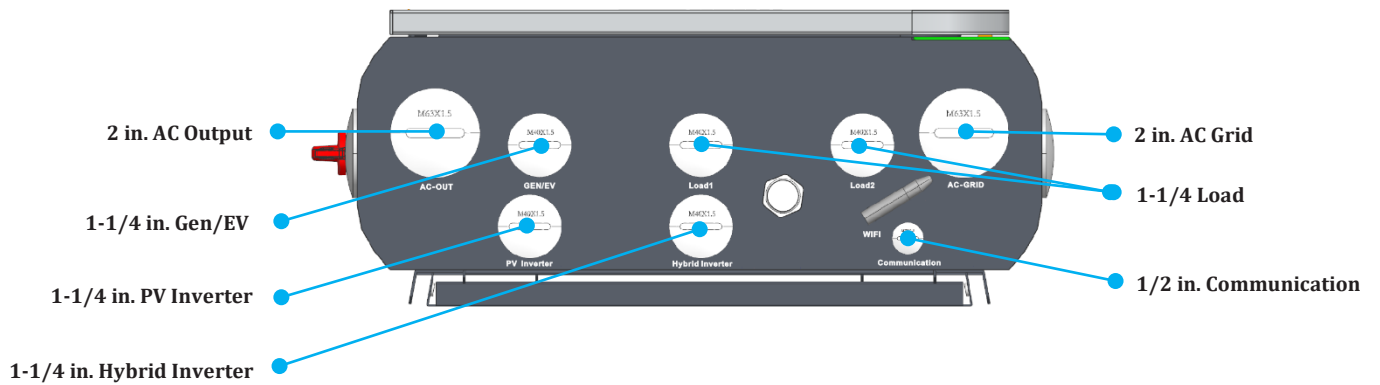 M63X1.5
M63X1.5
2 in. AC Output
M40X1.5
M40X1.5
M40X1.5
2 in. AC Grid
AC-OUT
GEN/EV
Load1
Load2
AC-GRID
1-1/4 Load
1-1/4 in. Gen/EV
M40X1.5
M40X1.5
WIFI
PV Inverter
Hybrid Inverter
Communication
1-1/4 in. PV Inverter
1/2 in. Communication
1-1/4 in. Hybrid Inverter